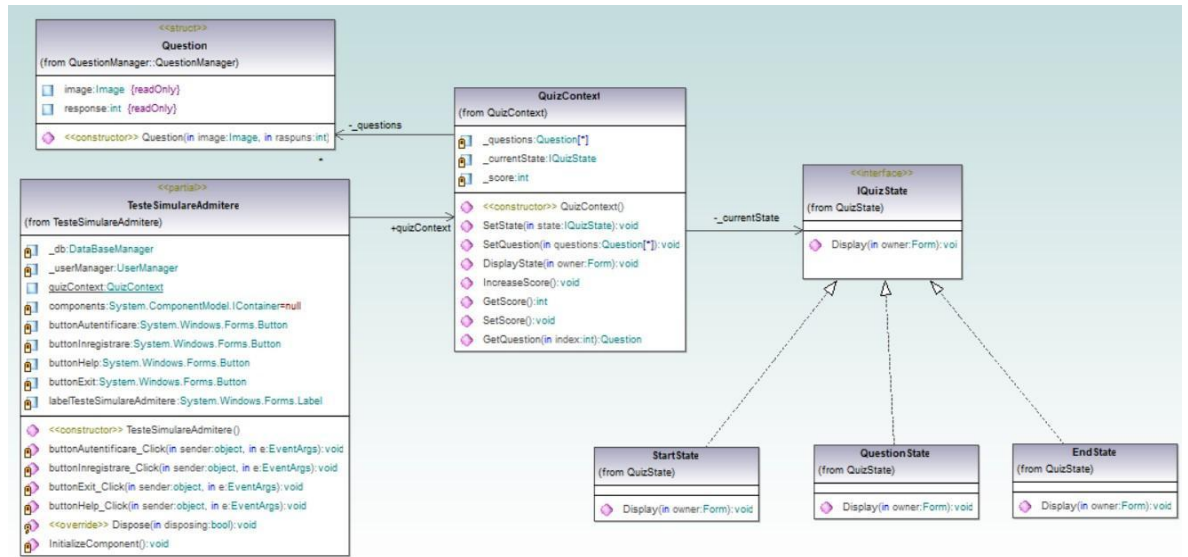 <<struct>>
Question
(from QuestionManager::QuestionManager)
image:Image {readOnly}
response:int {readOnly}
<<constructor>> Question(in image:Image, in raspuns:int)
-_questions
*
QuizContext
(from QuizContext)
_questions:Question[*]
_currentState:IQuizState
_score:int
<<constructor>> QuizContext()
SetState(in state:IQuizState):void
SetQuestion(in questions:Question[*]):void
DisplayState(in owner:Form):void
IncreaseScore():void
GetScore():int
SetScore():void
GetQuestion(in index:int):Question
+quizContext
-_currentState
<<interface>>
IQuizState
(from QuizState)
Display(in owner:Form):voi
<<partial>>
TesteSimulareAdmitere
(from TesteSimulareAdmitere)
_db:DataBaseManager
_userManager:UserManager
quizContext:QuizContext
components:System.ComponentModel.IContainer=null
buttonAutentificare:System.Windows.Forms.Button
buttonInregistrare:System.Windows.Forms.Button
buttonHelp:System.Windows.Forms.Button
buttonExit:System.Windows.Forms.Button
labelTesteSimulareAdmitere:System.Windows.Forms.Label
<<constructor>> TesteSimulareAdmitere()
buttonAutentificare_Click(in sender:object, in e:EventArgs):void
buttonInregistrare_Click(in sender:object, in e:EventArgs):void
buttonExit_Click(in sender:object, in e:EventArgs):void
buttonHelp_Click(in sender:object, in e:EventArgs):void
<<override>> Dispose(in disposing:bool):void
InitializeComponent():void
StartState
(from QuizState)
Display(in owner:Form):void
QuestionState
(from QuizState)
Display(in owner:Form):void
EndState
(from QuizState)
Display(in owner:Form):void